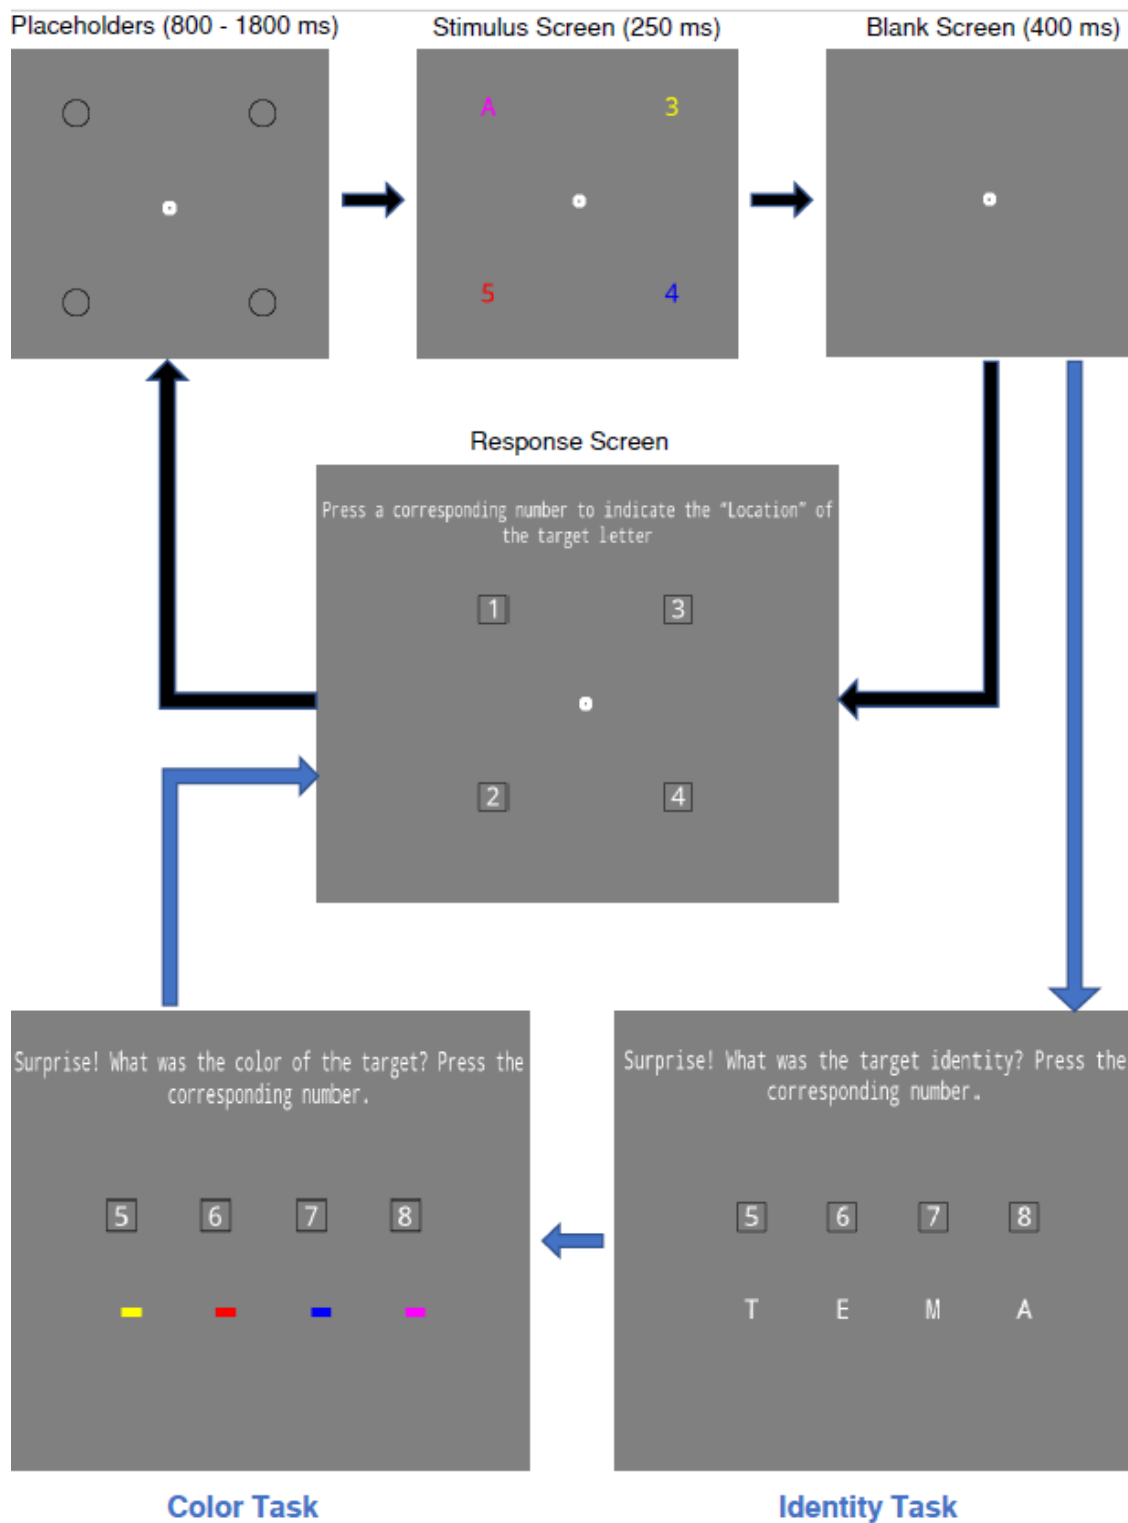 Placeholders (800 - 1800 ms)
Stimulus Screen (250 ms)
Blank Screen (400 ms)
A 3
5 4
Response Screen
Press a corresponding number to indicate the "Location" of
the target letter
1 3
2 4
Surprise! What was the color of the target? Press the
corresponding number.
5 6 7 8
Surprise! What was the target identity? Press the
corresponding number.
5 6 7 8
T E M A
Color Task
Identity Task